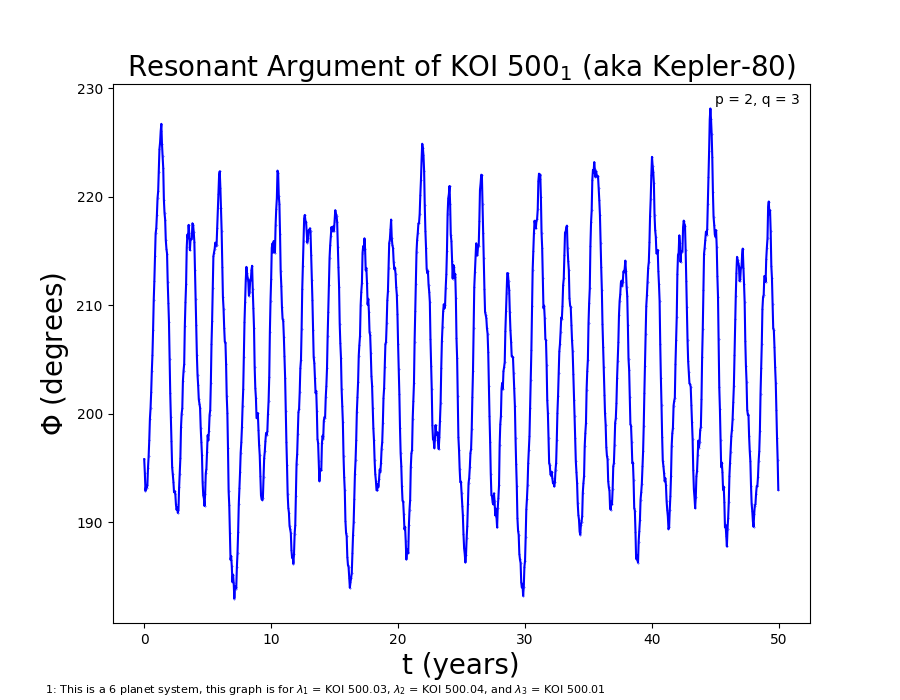 Resonant Argument of KOI 500₁ (aka Kepler-80)
p = 2, q = 3
230
220
210
200
190
Φ (degrees)
0 10 20 30 40 50
t (years)
1: This is a 6 planet system, this graph is for λ₁ = KOI 500.03, λ₂ = KOI 500.04, and λ₃ = KOI 500.01